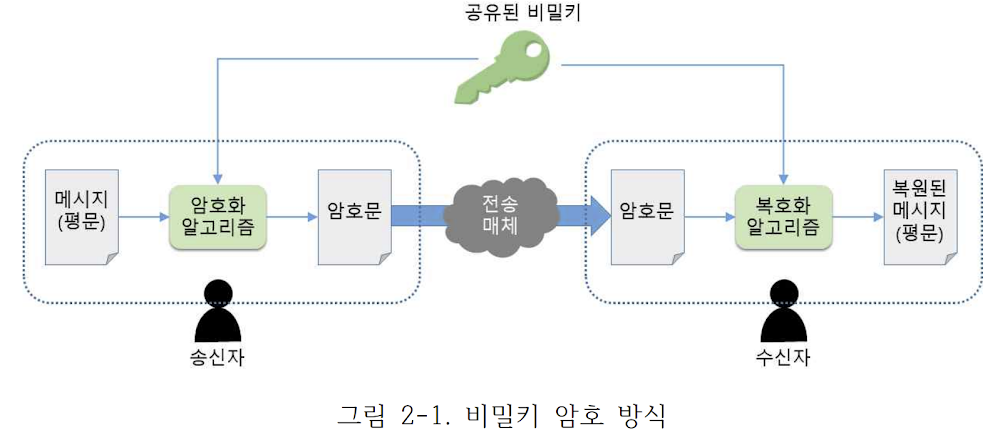 공유된 비밀키
메시지
(평문)
암호화
알고리즘
암호문
전송
매체
암호문
복호화
알고리즘
복원된
메시지
(평문)
송신자
수신자
그림 2-1. 비밀키 암호 방식